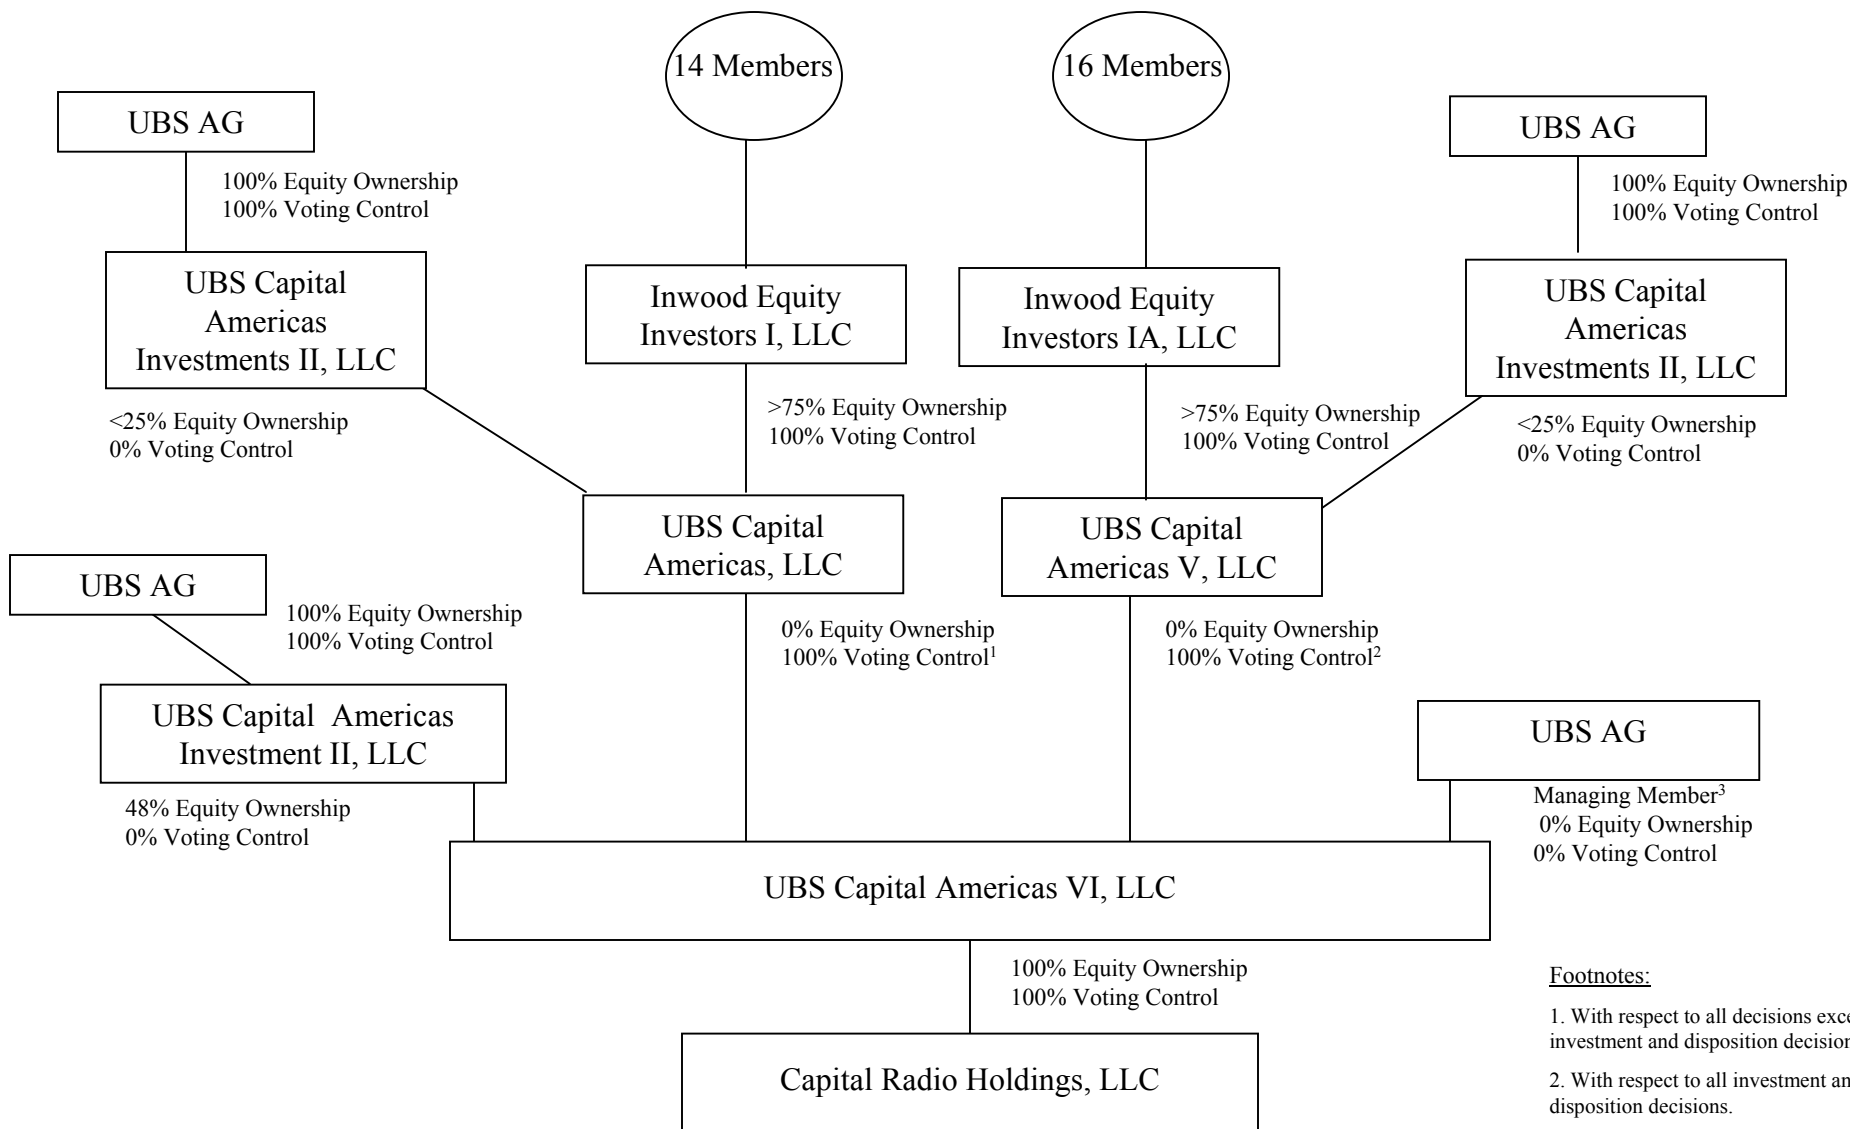 14 Members
16 Members
UBS AG
UBS AG
100% Equity Ownership
100% Voting Control
100% Equity Ownership
100% Voting Control
UBS Capital
Americas
Investments II, LLC
Inwood Equity
Investors I, LLC
Inwood Equity
Investors IA, LLC
UBS Capital
Americas
Investments II, LLC
<25% Equity Ownership
0% Voting Control
>75% Equity Ownership
100% Voting Control
>75% Equity Ownership
100% Voting Control
<25% Equity Ownership
0% Voting Control
UBS Capital
Americas, LLC
UBS Capital
Americas V, LLC
UBS AG
100% Equity Ownership
100% Voting Control
0% Equity Ownership
100% Voting Control1
0% Equity Ownership
100% Voting Control2
UBS Capital Americas
Investment II, LLC
UBS AG
48% Equity Ownership
0% Voting Control
Managing Member3
0% Equity Ownership
0% Voting Control
UBS Capital Americas VI, LLC
100% Equity Ownership
100% Voting Control
Capital Radio Holdings, LLC
Footnotes:
1. With respect to all decisions
investment and disposition
2. With respect to all investment
disposition decisions.